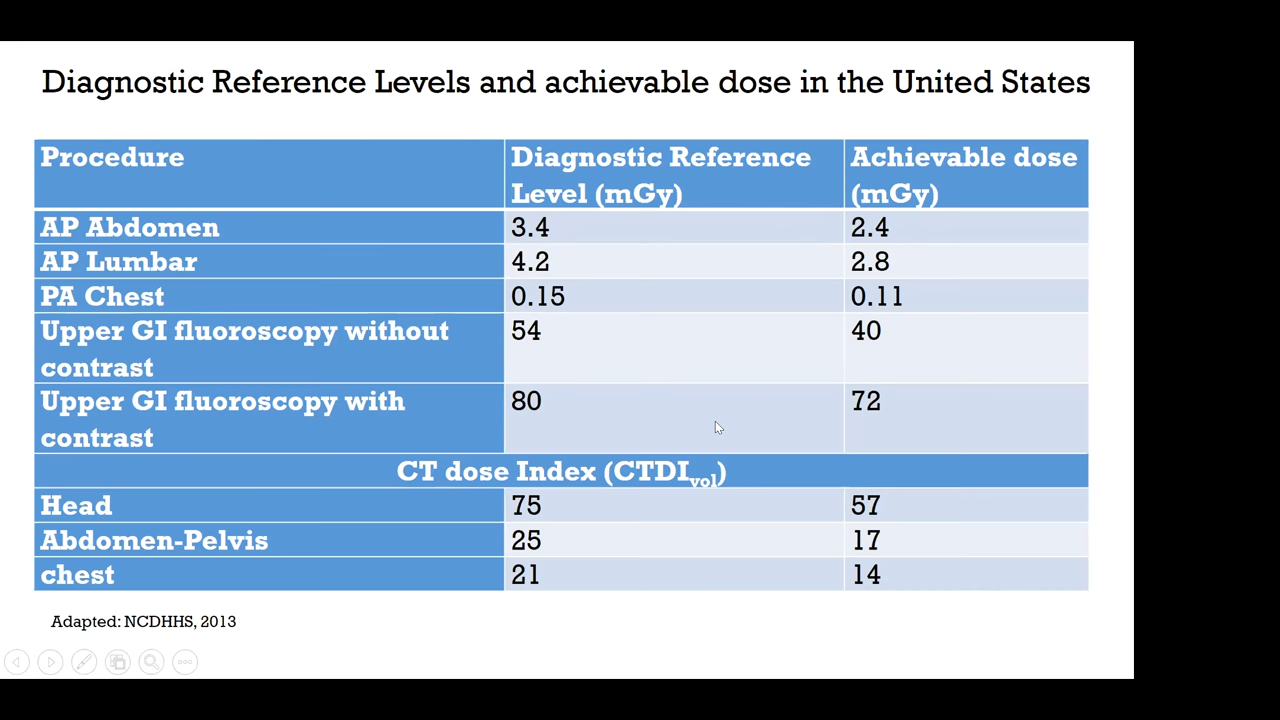 Diagnostic Reference Levels and achievable dose in the United States
Procedure
Diagnostic Reference
Level (mGy)
Achievable dose
(mGy)
AP Abdomen
3.4
2.4
AP Lumbar
4.2
2.8
PA Chest
0.15
0.11
Upper GI fluoroscopy without
contrast
54
40
Upper GI fluoroscopy with
contrast
80
72
CT dose Index (CTDIvol)
Head
75
57
Abdomen-Pelvis
25
17
chest
21
14
Adapted: NCDHHS, 2013